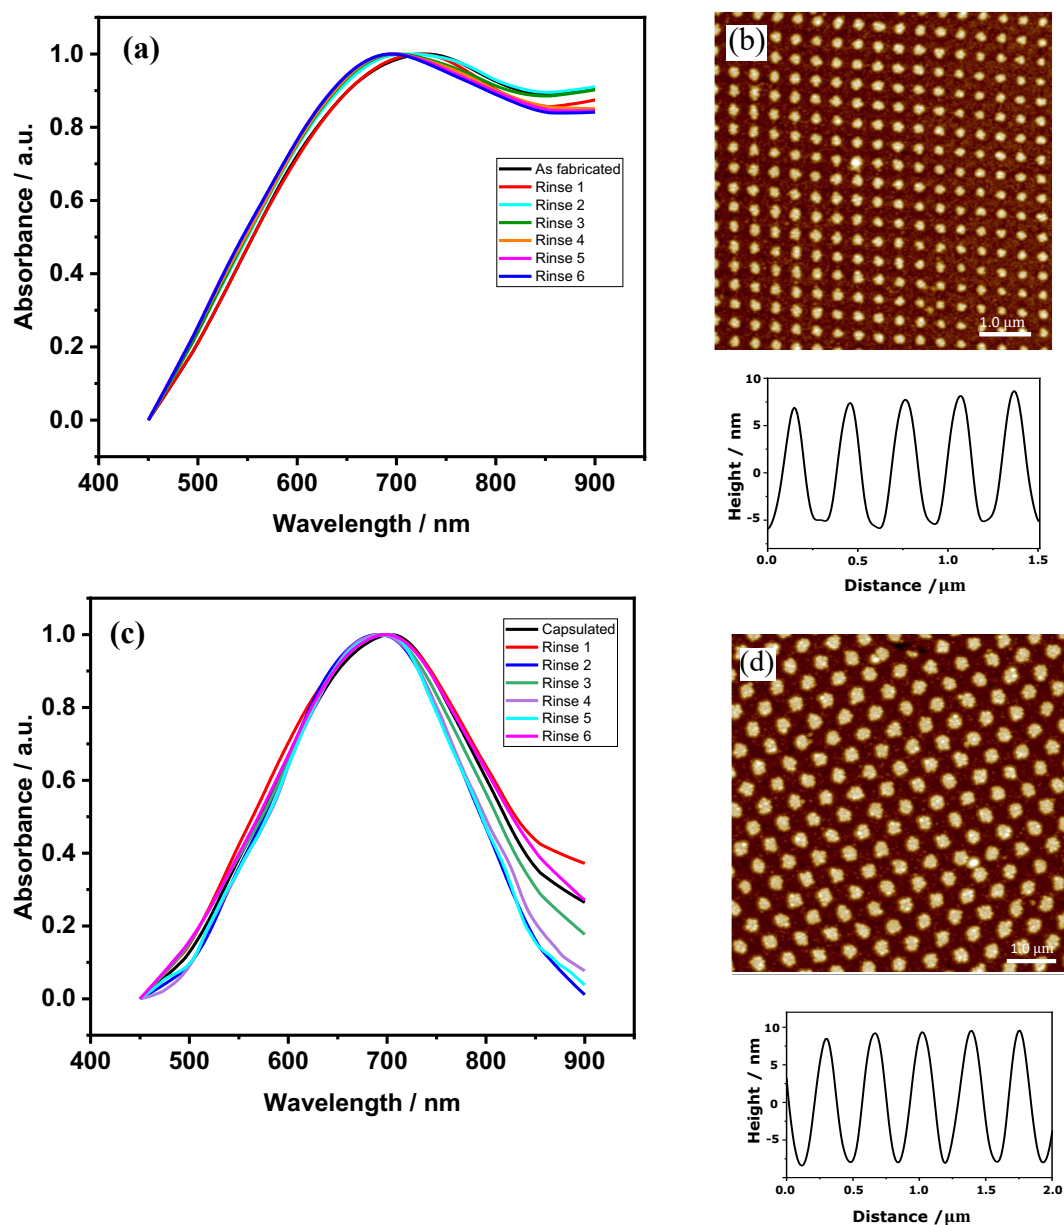 (a)
Absorbance / a.u.
1.0
0.8
0.6
0.4
0.2
0.0
400
500
600
700
800
900
Wavelength / nm
As fabricated
Rinse 1
Rinse 2
Rinse 3
Rinse 4
Rinse 5
Rinse 6
(b)
1.0 μm
Height / nm
10
5
0
-5
0.0
0.5
1.0
1.5
Distance /μm
(c)
Absorbance / a.u.
1.0
0.8
0.6
0.4
0.2
0.0
400
500
600
700
800
900
Wavelength / nm
Capsulated
Rinse 1
Rinse 2
Rinse 3
Rinse 4
Rinse 5
Rinse 6
(d)
1.0 μm
Height / nm
10
5
0
-5
0.0
0.5
1.0
1.5
2.0
Distance /μm